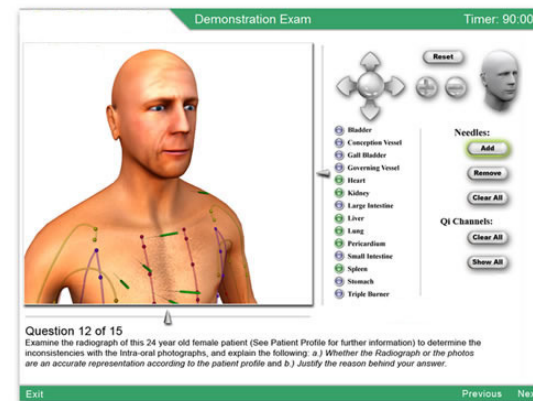 Demonstration Exam
Timer: 90:00
Reset
Bladder
Conception Vessel
Gall Bladder
Governing Vessel
Heart
Kidney
Large Intestine
Liver
Lung
Pericardium
Small Intestine
Spleen
Stomach
Triple Burner
Needles:
Add
Remove
Clear All
Qi Channels:
Clear All
Show All
Question 12 of 15
Examine the radiograph of this 24 year old female patient (See Patient Profile for further information) to determine the
inconsistencies with the Intra-oral photographs, and explain the following: a.) Whether the Radiograph or the photos
are an accurate representation according to the patient profile and b.) Justify the reason behind your answer.
Exit
Previous
Nex